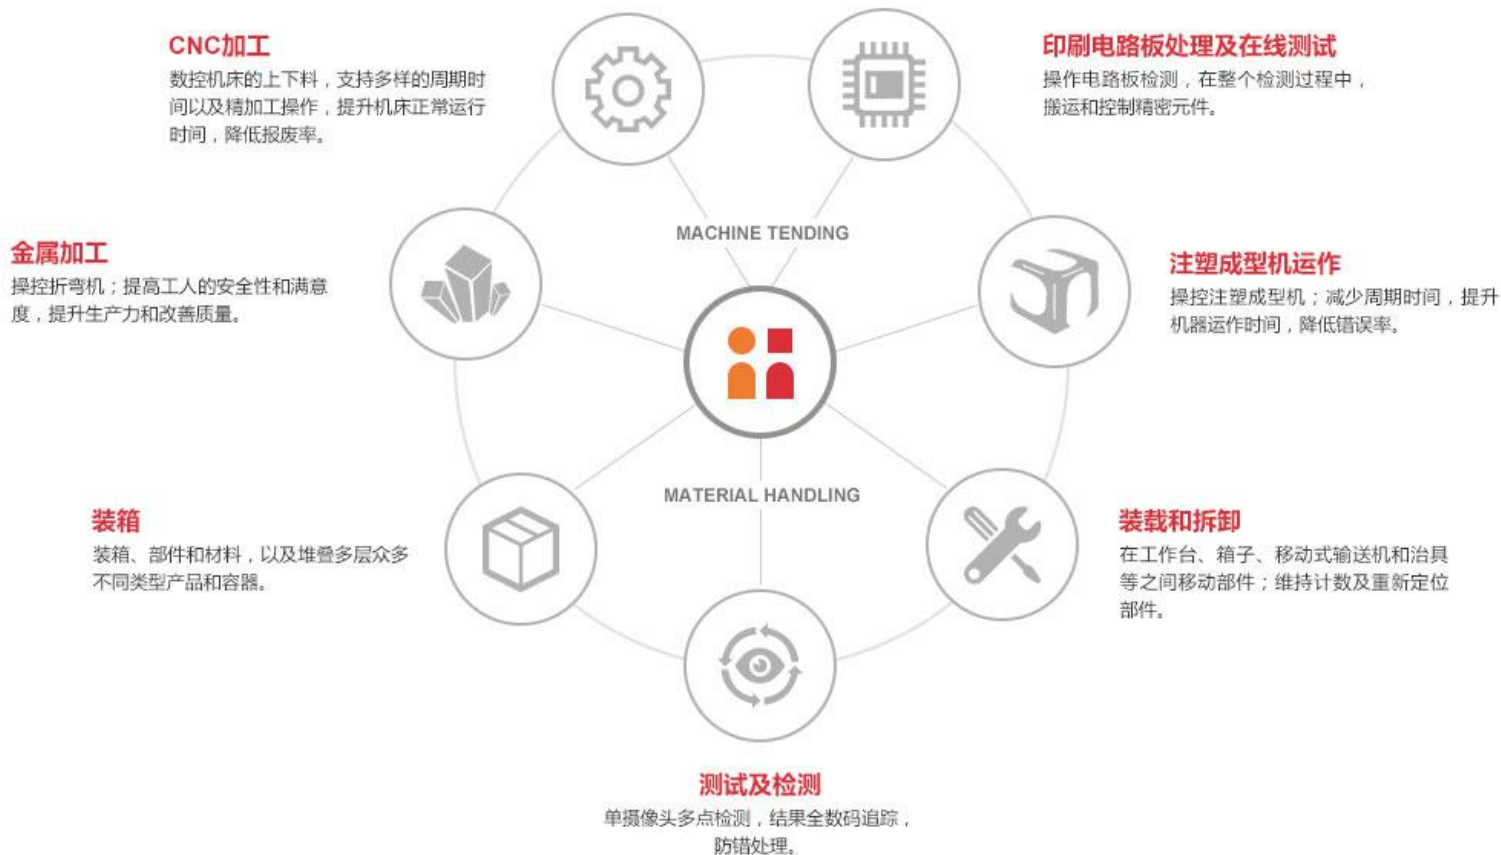 CNC加工
数控机床的上下料，支持多样的周期时
间以及精加工操作，提升机床正常运行
时间，降低报废率。
印刷电路板处理及在线测试
操作电路板检测，在整个检测过程中，
搬运和控制精密元件。
MACHINE TENDING
金属加工
操控折弯机；提高工人的安全性和满意
度，提升生产力和改善质量。
注塑成型机运作
操控注塑成型机；减少周期时间，提升
机器运作时间，降低错误率。
MATERIAL HANDLING
装箱
装箱、部件和材料，以及堆叠多层众多
不同类型产品和容器。
装载和拆卸
在工作台、箱子、移动式输送机和治具
等之间移动部件；维持计数及重新定位
部件。
测试及检测
单摄像头多点检测，结果全数码追踪，
防错处理。